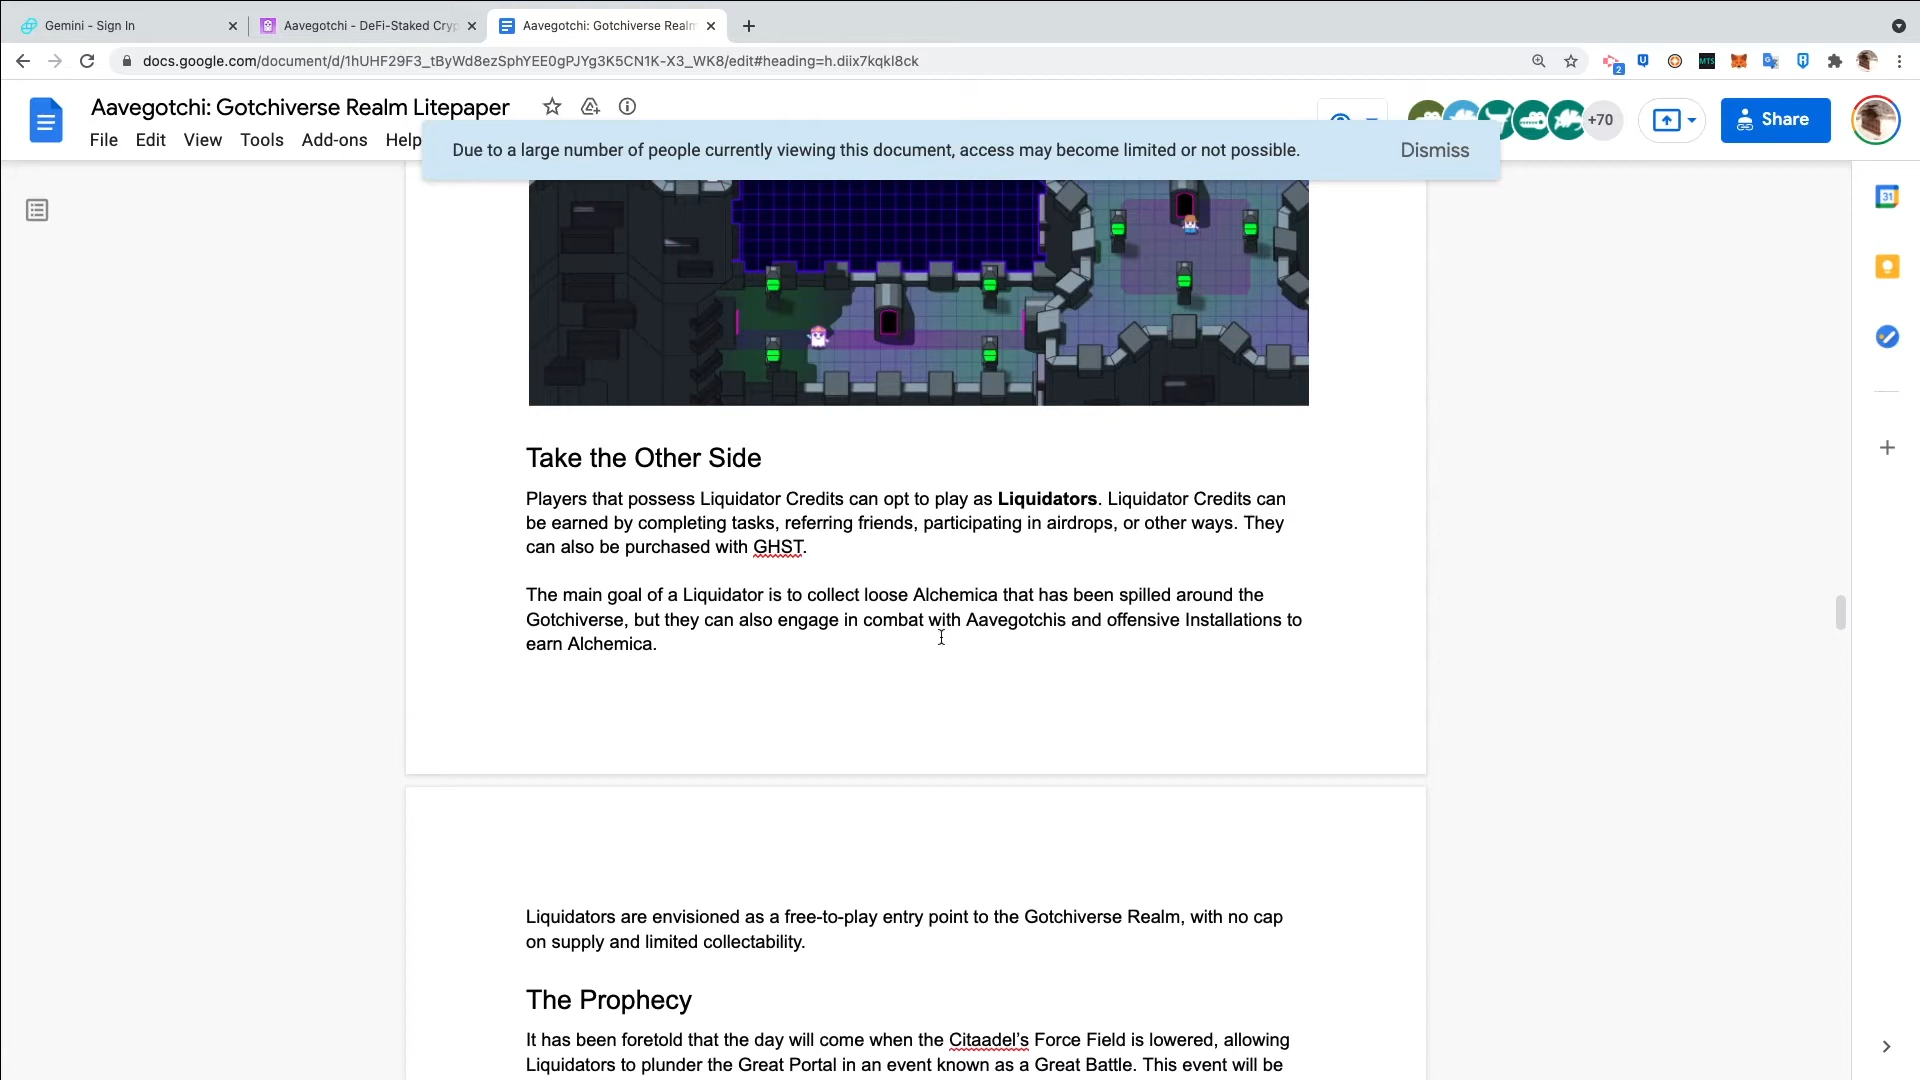 Gemini - Sign In
Aavegotchi - DeFi-Staked Cryp
Aavegotchi: Gotchiverse Realm
docs.google.com/document/d/1hUHF29F3_tByWd8ezSphYEE0gPJYg3K5CN1K-X3_WK8/edit#heading=h.diix7kqkl8ck
2
MTS
Aavegotchi: Gotchiverse Realm Litepaper
File Edit View Tools Add-ons Help
+70
Share
Due to a large number of people currently viewing this document, access may become limited or not possible.
Dismiss
31
Take the Other Side
Players that possess Liquidator Credits can opt to play as Liquidators. Liquidator Credits can
be earned by completing tasks, referring friends, participating in airdrops, or other ways. They
can also be purchased with GHST.
The main goal of a Liquidator is to collect loose Alchemica that has been spilled around the
Gotchiverse, but they can also engage in combat with Aavegotchis and offensive Installations to
earn Alchemica.
Liquidators are envisioned as a free-to-play entry point to the Gotchiverse Realm, with no cap
on supply and limited collectability.
The Prophecy
It has been foretold that the day will come when the Citaadel's Force Field is lowered, allowing
Liquidators to plunder the Great Portal in an event known as a Great Battle. This event will be